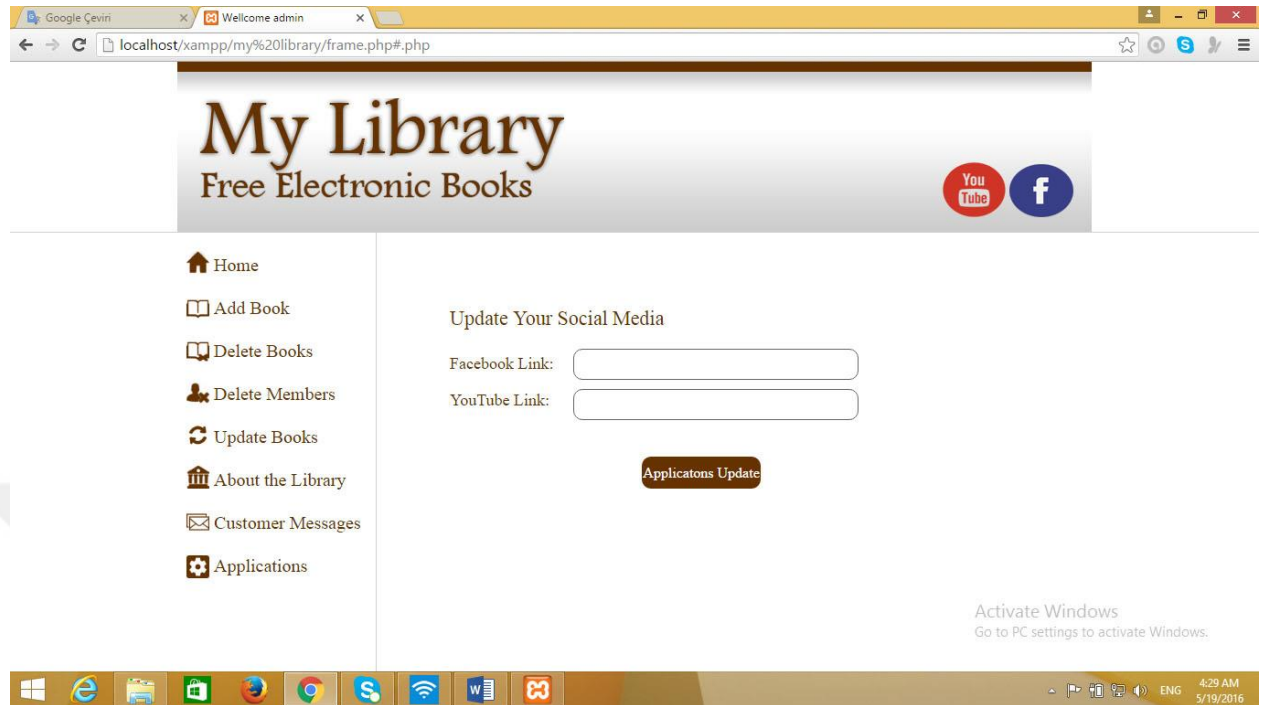 Google Çeviri
Wellcome admin
localhost/xampp/my%20library/frame.php#.php
My Library
Free Electronic Books
You
Tube
f
Home
Add Book
Delete Books
Delete Members
Update Books
About the Library
Customer Messages
Applications
Update Your Social Media
Facebook Link:
YouTube Link:
Applicatons Update
Activate Windows
Go to PC settings to activate Windows.
ENG
4:29 AM
5/19/2016